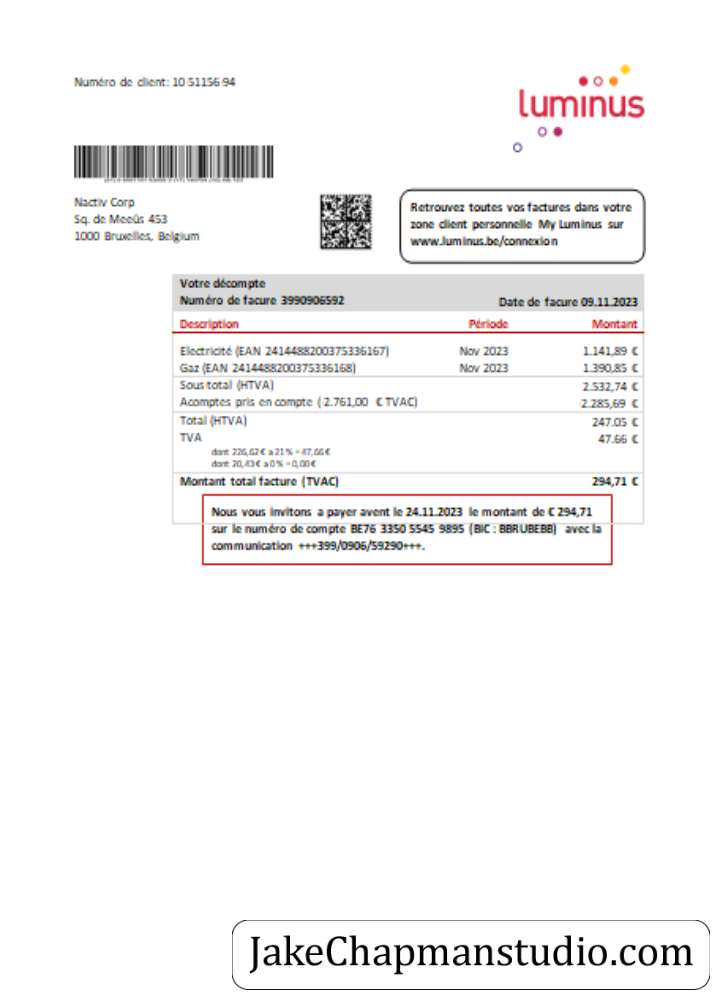 Numéro de client: 10 51156 94
luminus
Nactiv Corp
Sq. de Meeûs 453
1000 Bruxelles, Belgium
Retrouvez toutes vos factures dans votre
zone client personnelle My Luminus sur
www.luminus.be/connexion
Votre décompte
Numéro de facure 3990906592 Date de facure 09.11.2023
Description Période Montant
Electricité (EAN 2414488200375336167) Nov 2023 1.141,89 €
Gaz (EAN 2414488200375336168) Nov 2023 1.390,85 €
Sous total (HTVA) 2.532,74 €
Acomptes pris en compte (-2.761,00 € TVAC) -2.285,69 €
Total (HTVA) 247.05 €
TVA 47.66 €
dont 226,62 € a 21 % = 47,66 €
dont 20,43 € a 0 % = 0,00 €
Montant total facture (TVAC) 294,71 €
Nous vous invitons a payer avent le 24.11.2023 le montant de € 294,71
sur le numéro de compte BE76 3350 5545 9895 (BIC : BBRUBEBB) avec la
communication +++399/0906/59290+++.
JakeChapmanstudio.com